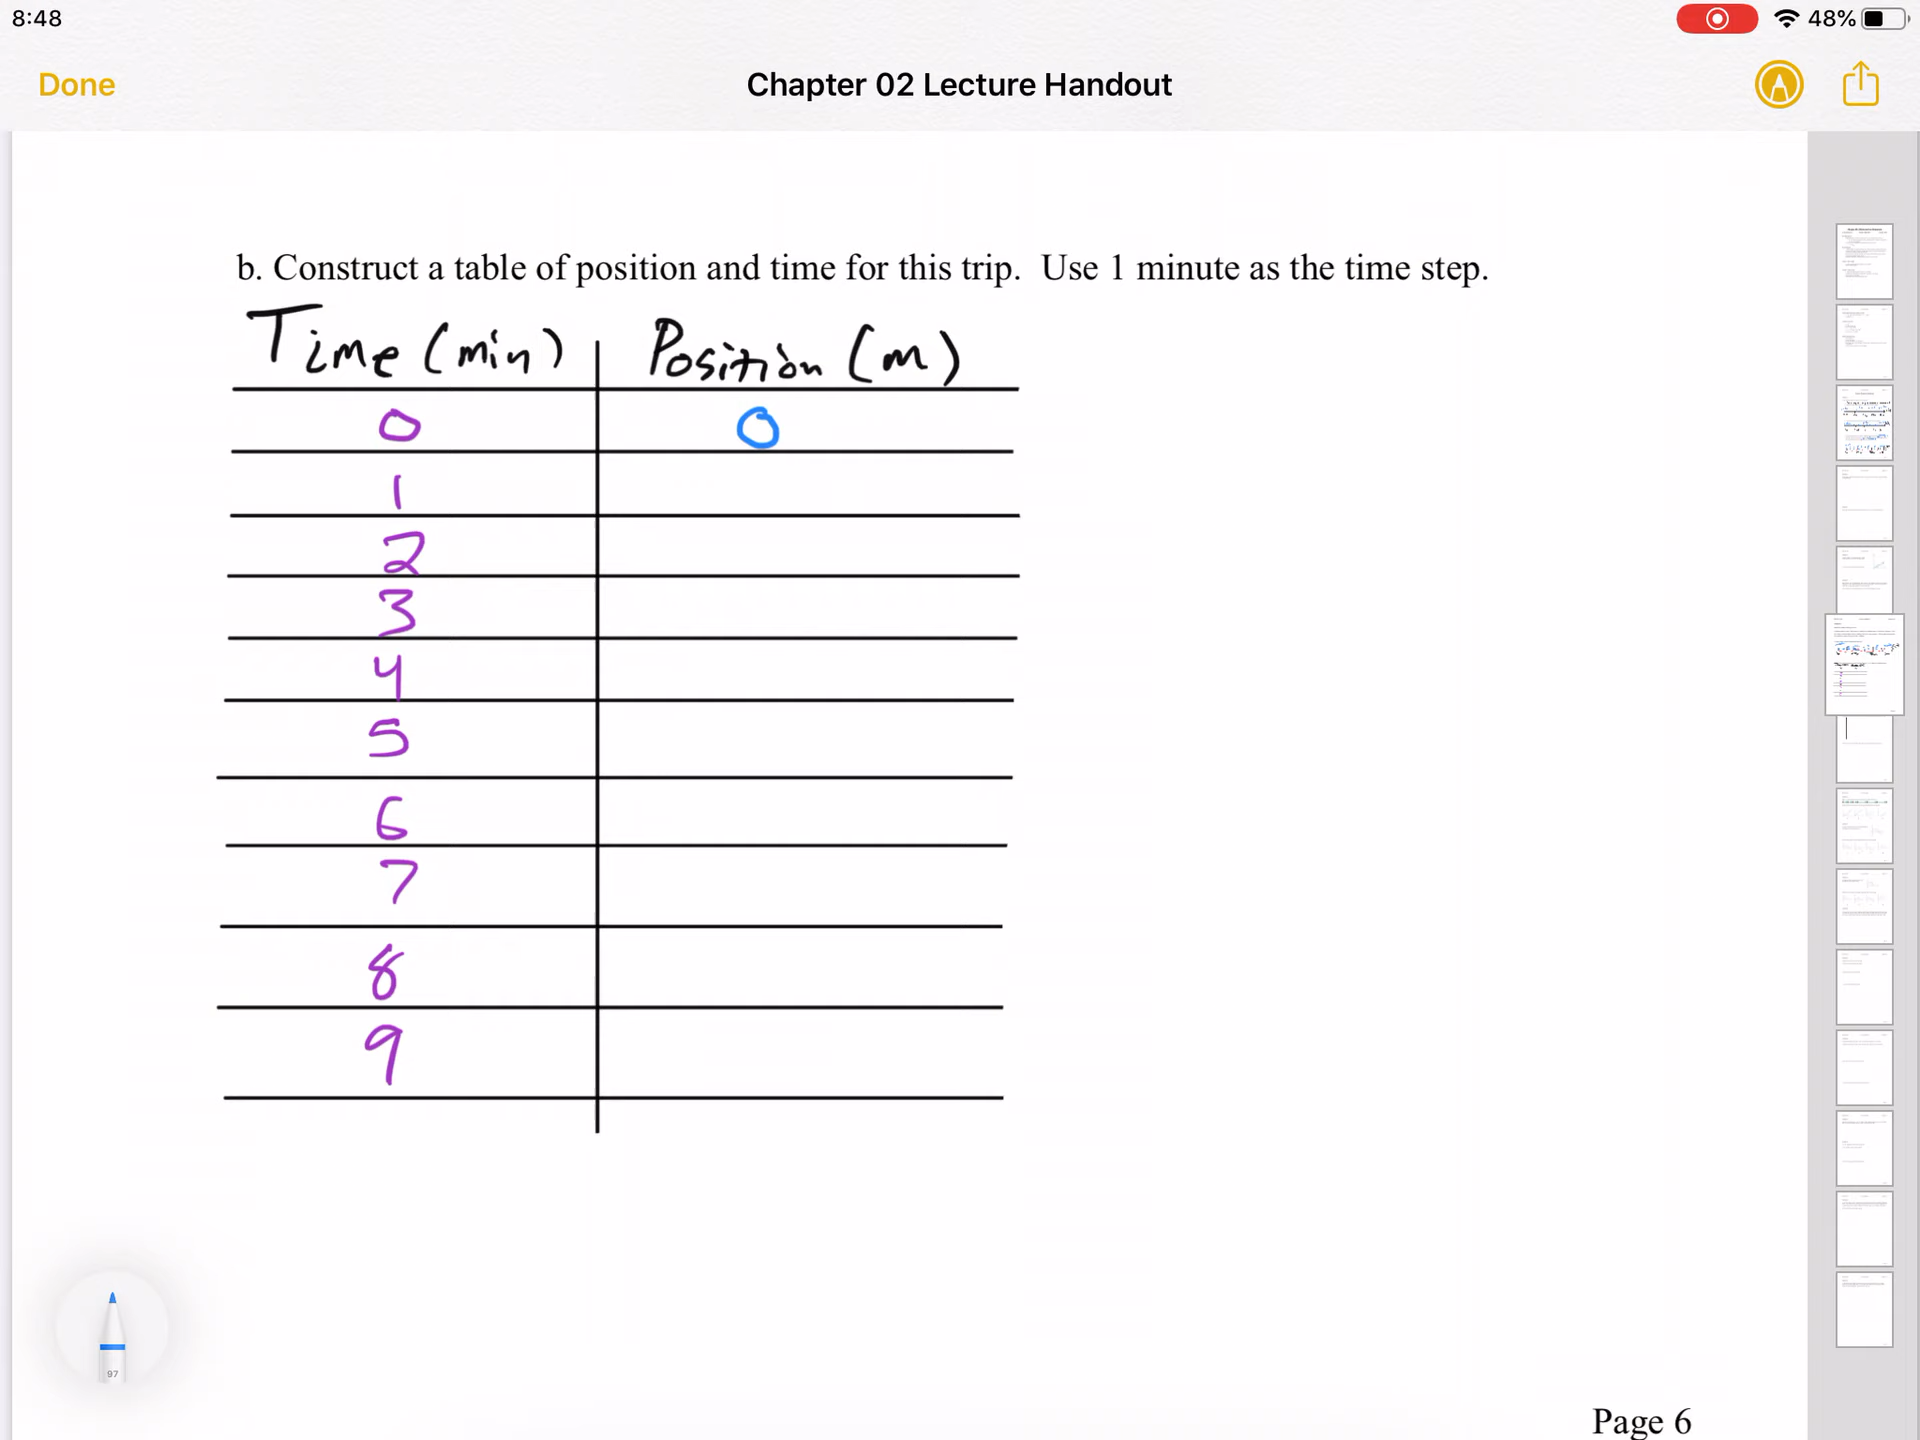 8:48
48%
Done
Chapter 02 Lecture Handout
b. Construct a table of position and time for this trip. Use 1 minute as the time step.
Time (min) Position (m)
0 0
1
2
3
4
5
6
7
8
9
97
Page 6